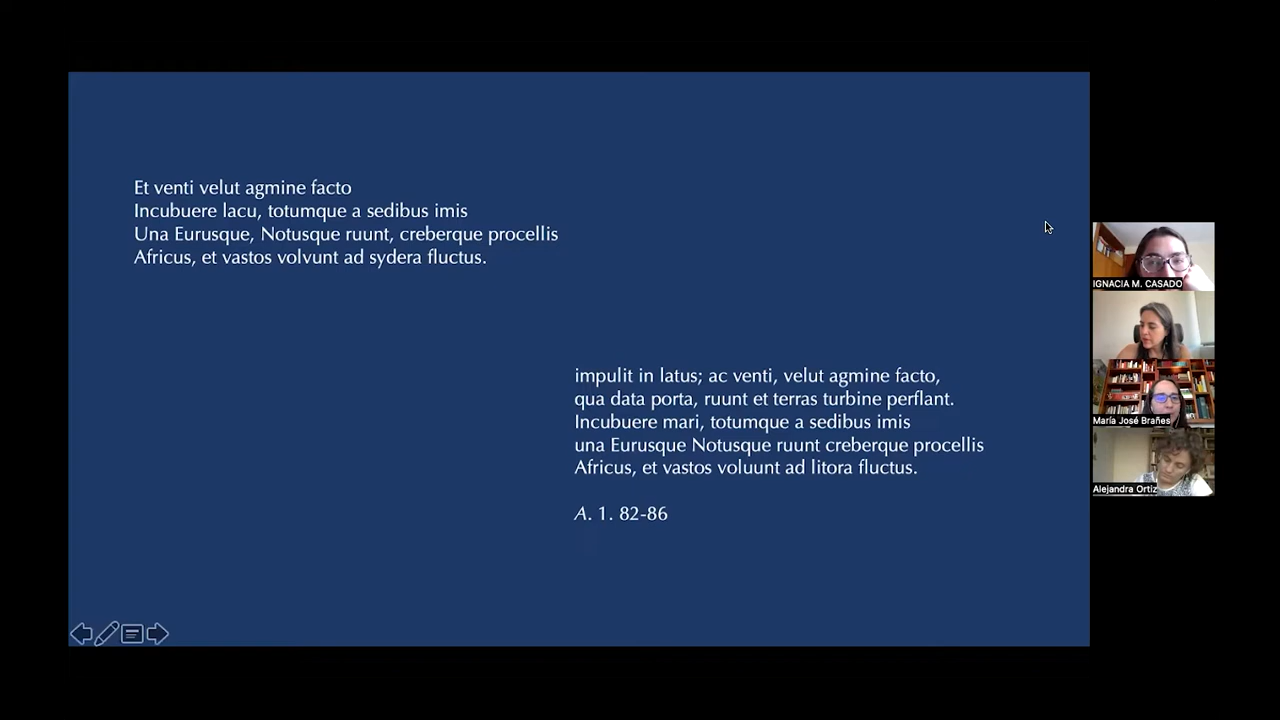 Et venti velut agmine facto
Incubuere lacu, totumque a sedibus imis
Una Eurusque, Notusque ruunt, creberque procellis
Africus, et vastos volvunt ad sydera fluctus.
impulit in latus; ac venti, velut agmine facto,
qua data porta, ruunt et terras turbine perflant.
Incubuere mari, totumque a sedibus imis
una Eurusque Notusque ruunt creberque procellis
Africus, et vastos voluunt ad litora fluctus.
A. 1. 82-86
IGNACIA M. CASADO
María José Brañes
Alejandra Ortiz